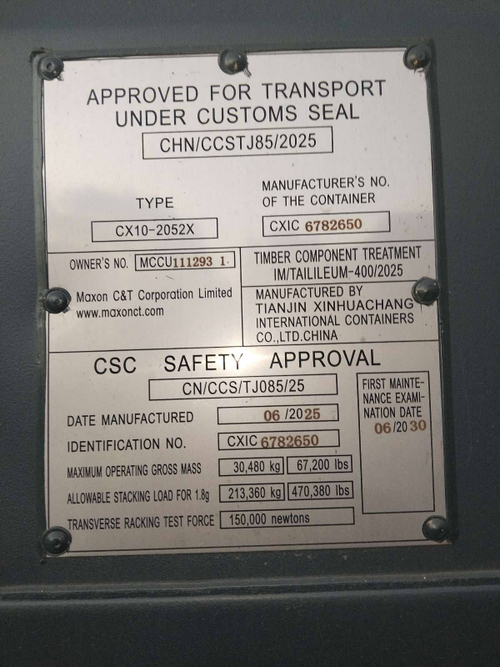 APPROVED FOR TRANSPORT
UNDER CUSTOMS SEAL
CHN/CCSTJ85/2025
TYPE
CX10-2052X
MANUFACTURER'S NO.
OF THE CONTAINER
CXIC 6782650
OWNER'S NO. MCCU111293 1
Maxon C&T Corporation Limited
www.maxonct.com
TIMBER COMPONENT TREATMENT
IM/TAILILEUM-400/2025
MANUFACTURED BY
TIANJIN XINHUACHANG
INTERNATIONAL CONTAINERS
CO.,LTD.CHINA
CSC SAFETY APPROVAL
CN/CCS/TJ085/25
DATE MANUFACTURED 06/2025
IDENTIFICATION NO. CXIC 6782650
MAXIMUM OPERATING GROSS MASS 30,480 kg 67,200 lbs
ALLOWABLE STACKING LOAD FOR 1.8g 213,360 kg 470,380 lbs
TRANSVERSE RACKING TEST FORCE 150,000 newtons
FIRST MAINTE-
NANCE EXAMI-
NATION DATE
06/2030